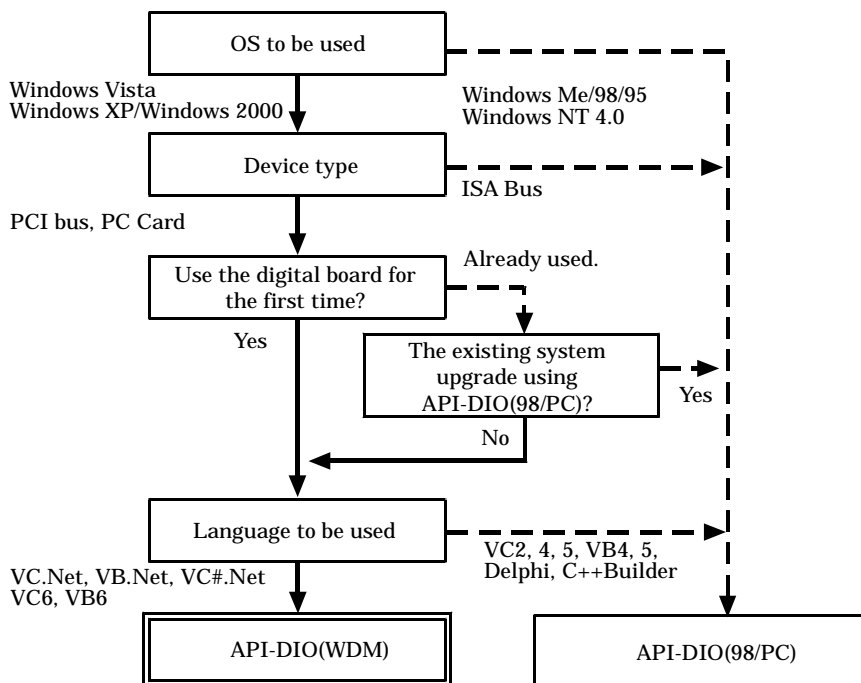 OS to be used
Windows Vista
Windows XP/Windows 2000
Windows Me/98/95
Windows NT 4.0
Device type
ISA Bus
PCI bus, PC Card
Use the digital board for
the first time?
Already used.
Yes
The existing system
upgrade using
API-DIO(98/PC)?
Yes
No
Language to be used
VC2, 4, 5, VB4, 5,
Delphi, C++Builder
VC.Net, VB.Net, VC#.Net
VC6, VB6
API-DIO(WDM)
API-DIO(98/PC)